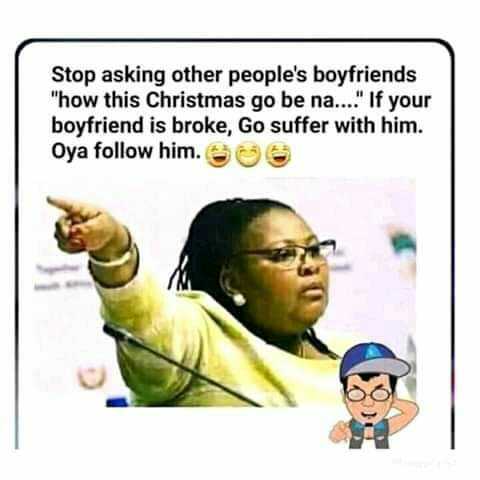 Stop asking other people's boyfriends
"how this Christmas go be na...." If your
boyfriend is broke, Go suffer with him.
Oya follow him. 😆😁😆